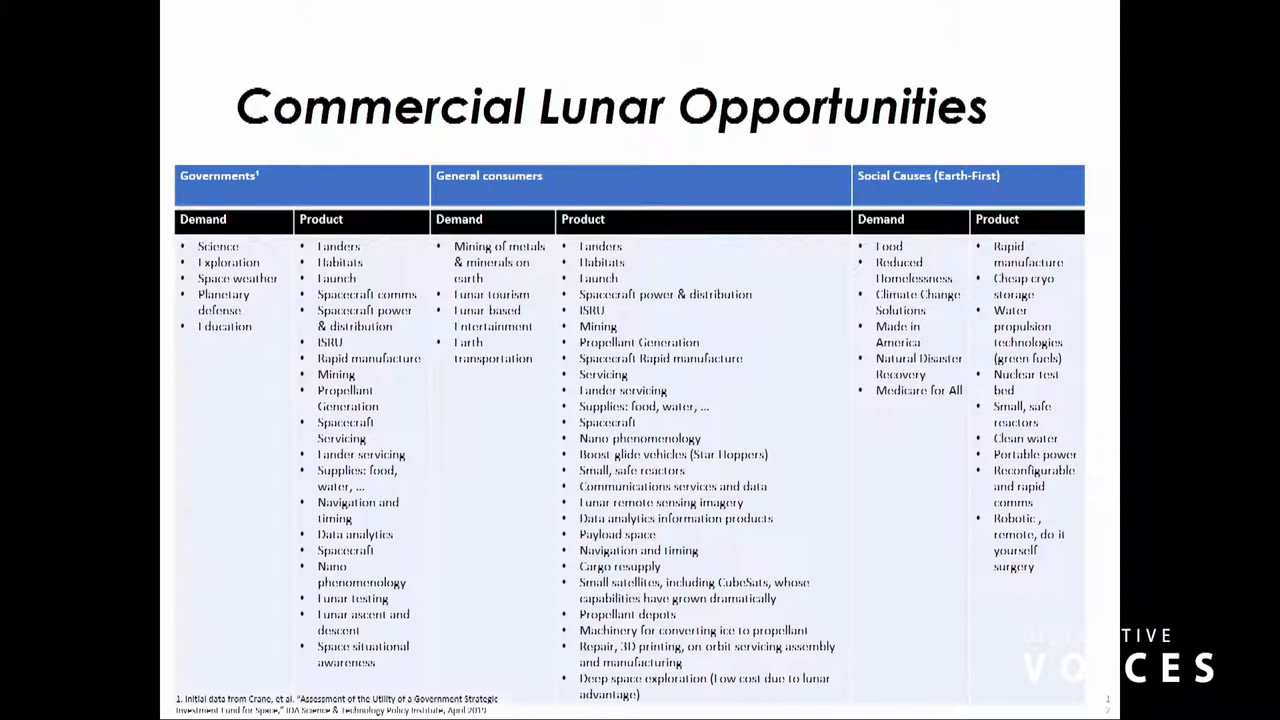 Commercial Lunar Opportunities
Governments¹
General consumers
Social Causes (Earth-First)
Demand
Product
Demand
Product
Demand
Product
• Science
• Exploration
• Space weather
• Planetary
defense
• Education
• Landers
• Habitats
• Launch
• Spacecraft comms
• Spacecraft power
& distribution
• ISRU
• Rapid manufacture
• Mining
• Propellant
Generation
• Spacecraft
Servicing
• Lander servicing
• Supplies: food,
water, ...
• Navigation and
timing
• Data analytics
• Spacecraft
• Nano
phenomenology
• Lunar testing
• Lunar ascent and
descent
• Space situational
awareness
• Mining of metals
& minerals on
earth
• Lunar tourism
• Lunar based
Entertainment
• Earth
transportation
• Landers
• Habitats
• Launch
• Spacecraft power & distribution
• ISRU
• Mining
• Propellant Generation
• Spacecraft Rapid manufacture
• Servicing
• Lander servicing
• Supplies: food, water, ...
• Spacecraft
• Nano phenomenology
• Boost glide vehicles (Star Hoppers)
• Small, safe reactors
• Communications services and data
• Lunar remote sensing imagery
• Data analytics information products
• Payload space
• Navigation and timing
• Cargo resupply
• Small satellites, including CubeSats, whose
capabilities have grown dramatically
• Propellant depots
• Machinery for converting ice to propellant
• Repair, 3D printing, on orbit servicing assembly
and manufacturing
• Deep space exploration (Low cost due to lunar
advantage)
• Food
• Reduced
Homelessness
• Climate Change
Solutions
• Made in
America
• Natural Disaster
Recovery
• Medicare for All
• Rapid
manufacture
• Cheap cryo
storage
• Water
propulsion
technologies
(green fuels)
• Nuclear test
bed
• Small, safe
reactors
• Clean water
• Portable power
• Reconfigurable
and rapid
comms
• Robotic,
remote, do it
yourself
surgery
1. Initial data from Crane, et al. "Assessment of the Utility of a Government Strategic
Investment Fund for Space," IDA Science & Technology Policy Institute, April 2019
1
2
VOICES